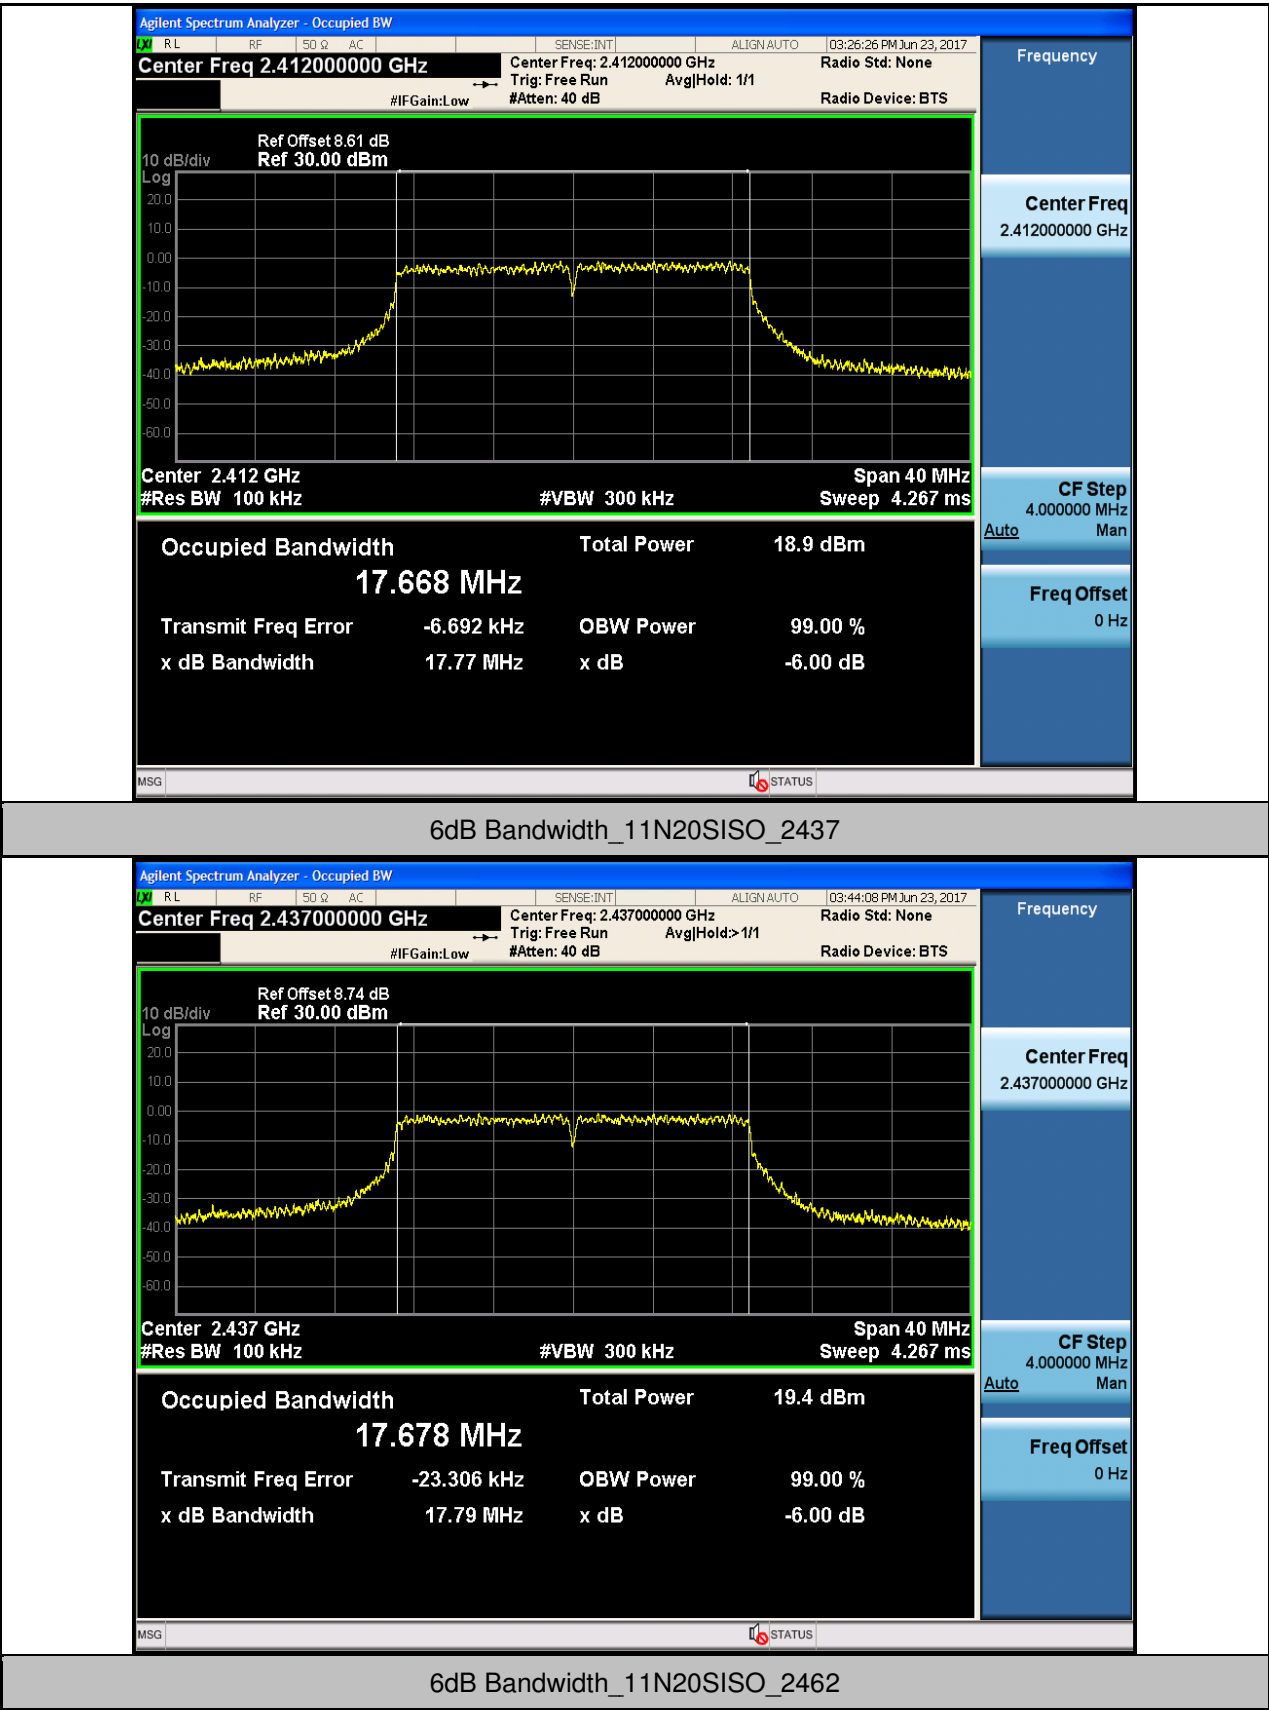 Agilent Spectrum Analyzer - Occupied BW
LXI RL RF 50 Ω AC SENSE:INT ALIGN AUTO 03:26:26 PM Jun 23, 2017
Center Freq 2.412000000 GHz
Center Freq: 2.412000000 GHz
Radio Std: None
Trig: Free Run Avg|Hold: 1/1
#IFGain:Low
#Atten: 40 dB
Radio Device: BTS
Frequency
Ref Offset 8.61 dB
10 dB/div Ref 30.00 dBm
Log
20.0
10.0
0.00
-10.0
-20.0
-30.0
-40.0
-50.0
-60.0
Center Freq
2.412000000 GHz
Center 2.412 GHz Span 40 MHz
#Res BW 100 kHz #VBW 300 kHz Sweep 4.267 ms
CF Step
4.000000 MHz
Auto Man
Freq Offset
0 Hz
Occupied Bandwidth Total Power 18.9 dBm
17.668 MHz
Transmit Freq Error -6.692 kHz OBW Power 99.00 %
x dB Bandwidth 17.77 MHz x dB -6.00 dB
MSG STATUS
6dB Bandwidth_11N20SISO_2437
Agilent Spectrum Analyzer - Occupied BW
LXI RL RF 50 Ω AC SENSE:INT ALIGN AUTO 03:44:08 PM Jun 23, 2017
Center Freq 2.437000000 GHz
Center Freq: 2.437000000 GHz
Radio Std: None
Trig: Free Run Avg|Hold:>1/1
#IFGain:Low
#Atten: 40 dB
Radio Device: BTS
Frequency
Ref Offset 8.74 dB
10 dB/div Ref 30.00 dBm
Log
20.0
10.0
0.00
-10.0
-20.0
-30.0
-40.0
-50.0
-60.0
Center Freq
2.437000000 GHz
Center 2.437 GHz Span 40 MHz
#Res BW 100 kHz #VBW 300 kHz Sweep 4.267 ms
CF Step
4.000000 MHz
Auto Man
Freq Offset
0 Hz
Occupied Bandwidth Total Power 19.4 dBm
17.678 MHz
Transmit Freq Error -23.306 kHz OBW Power 99.00 %
x dB Bandwidth 17.79 MHz x dB -6.00 dB
MSG STATUS
6dB Bandwidth_11N20SISO_2462